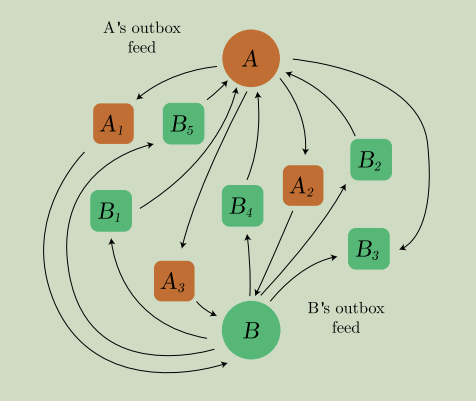 A's outbox
feed
A
A1
B5
B2
A2
B1
B4
B3
A3
B's outbox
feed
B